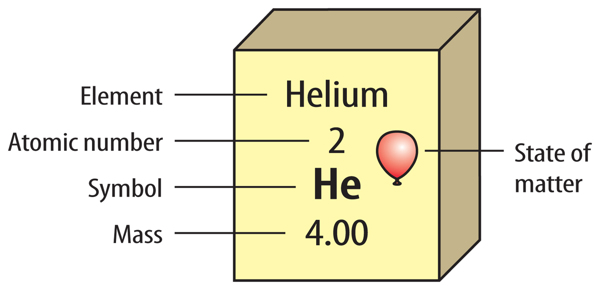 Element
Helium
Atomic number
2
Symbol
He
Mass
4.00
State of
matter